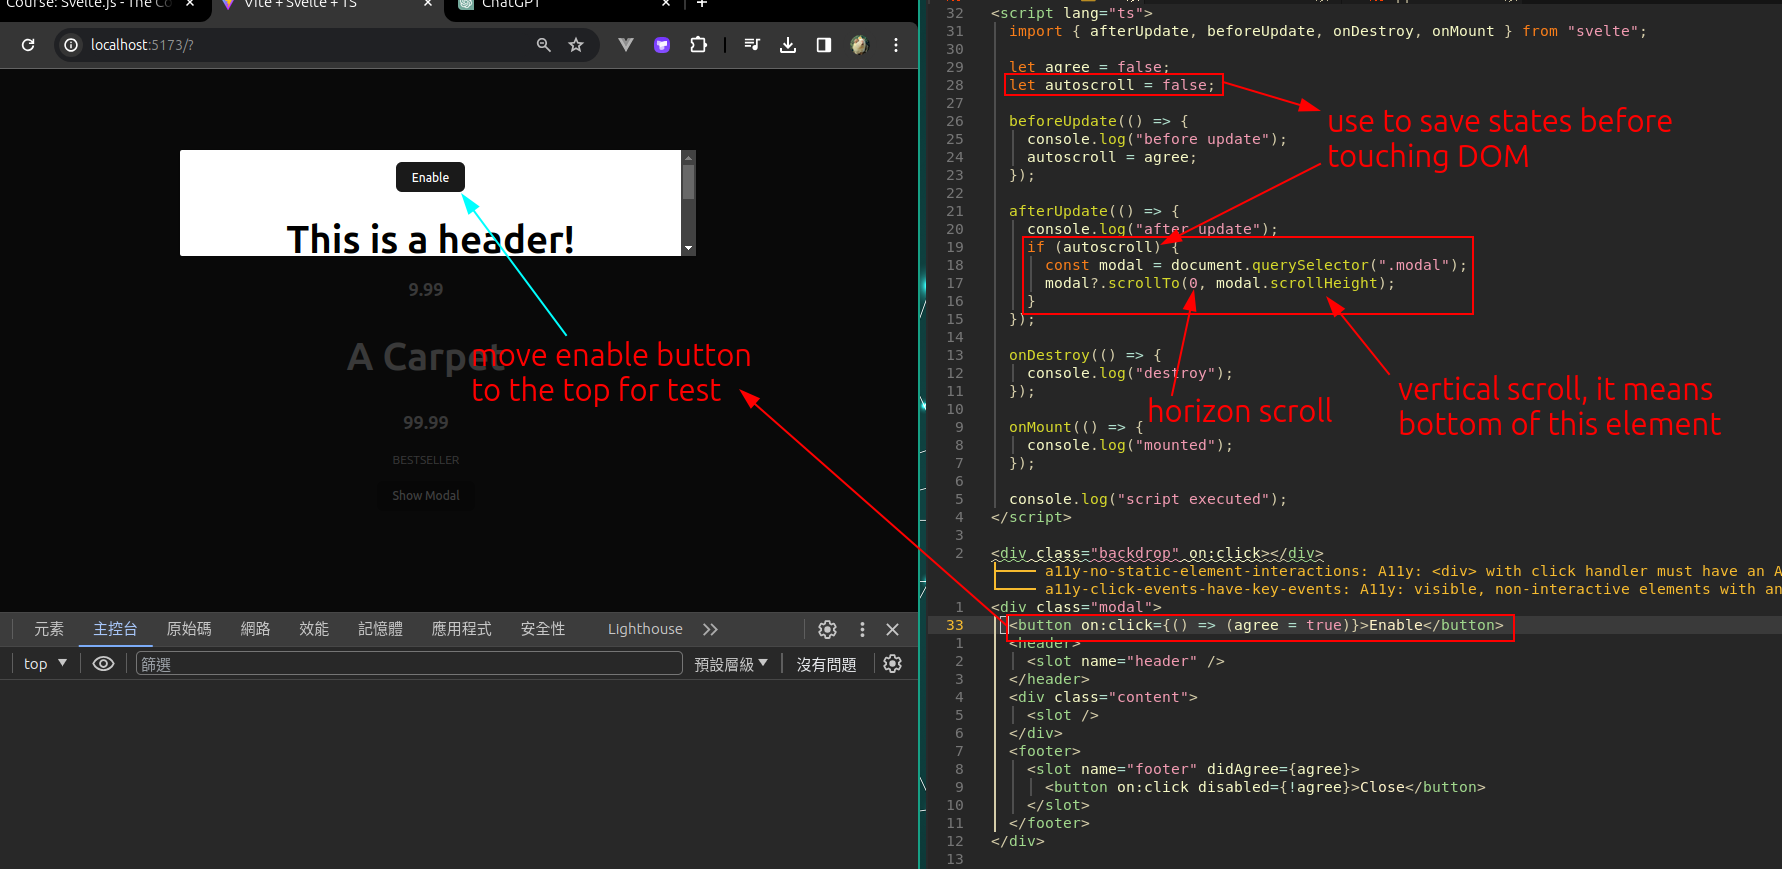 Course: Svelte.js - The Co
Vite + Svelte + TS
ChatGPT
localhost:5173/?
Enable
This is a header!
9.99
A Carpet
move enable button
to the top for test
99.99
BESTSELLER
Show Modal
元素
主控台
原始碼
網路
效能
記憶體
應用程式
安全性
Lighthouse
top
篩選
預設層級
沒有問題
32 <script lang="ts">
31 import { afterUpdate, beforeUpdate, onDestroy, onMount } from "svelte";
30
29 let agree = false;
28 let autoscroll = false;
27
26 beforeUpdate(() => {
25 console.log("before update");
24 autoscroll = agree;
23 });
22
21 afterUpdate(() => {
20 console.log("after update");
19 if (autoscroll) {
18 const modal = document.querySelector(".modal");
17 modal?.scrollTo(0, modal.scrollHeight);
16 }
15 });
14
13 onDestroy(() => {
12 console.log("destroy");
11 });
10
9 onMount(() => {
8 console.log("mounted");
7 });
6
5 console.log("script executed");
4 </script>
3
2 <div class="backdrop" on:click></div>
a11y-no-static-element-interactions: A11y: <div> with click handler must have an A
a11y-click-events-have-key-events: A11y: visible, non-interactive elements with an
1 <div class="modal">
33 <button on:click={() => (agree = true)}>Enable</button>
1 <header>
2 <slot name="header" />
3 </header>
4 <div class="content">
5 <slot />
6 </div>
7 <footer>
8 <slot name="footer" didAgree={agree}>
9 <button on:click disabled={!agree}>Close</button>
10 </slot>
11 </footer>
12 </div>
13
use to save states before
touching DOM
horizon scroll
vertical scroll, it means
bottom of this element